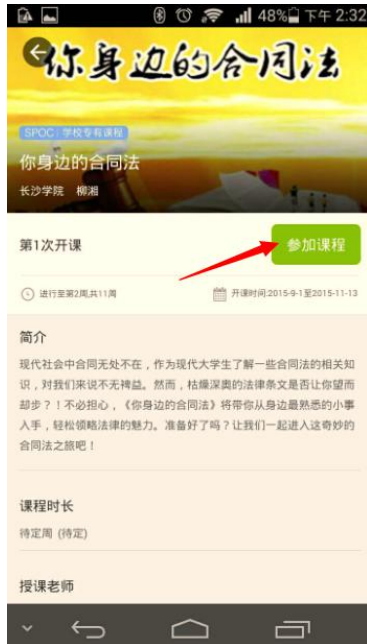 48% 下午 2:32
你身边的合同法
SPOC 学校专有课程
你身边的合同法
长沙学院 柳湘
第1次开课
参加课程
进行至第2周,共11周
开课时间:2015-9-1至2015-11-13
简介
现代社会中合同无处不在，作为现代大学生了解一些合同法的相关知
识，对我们来说不无裨益。然而，枯燥深奥的法律条文是否让你望而
却步？！不必担心，《你身边的合同法》将带你从身边最熟悉的小事
入手，轻松领略法律的魅力。准备好了吗？让我们一起进入这奇妙的
合同法之旅吧！
课程时长
待定周 (待定)
授课老师